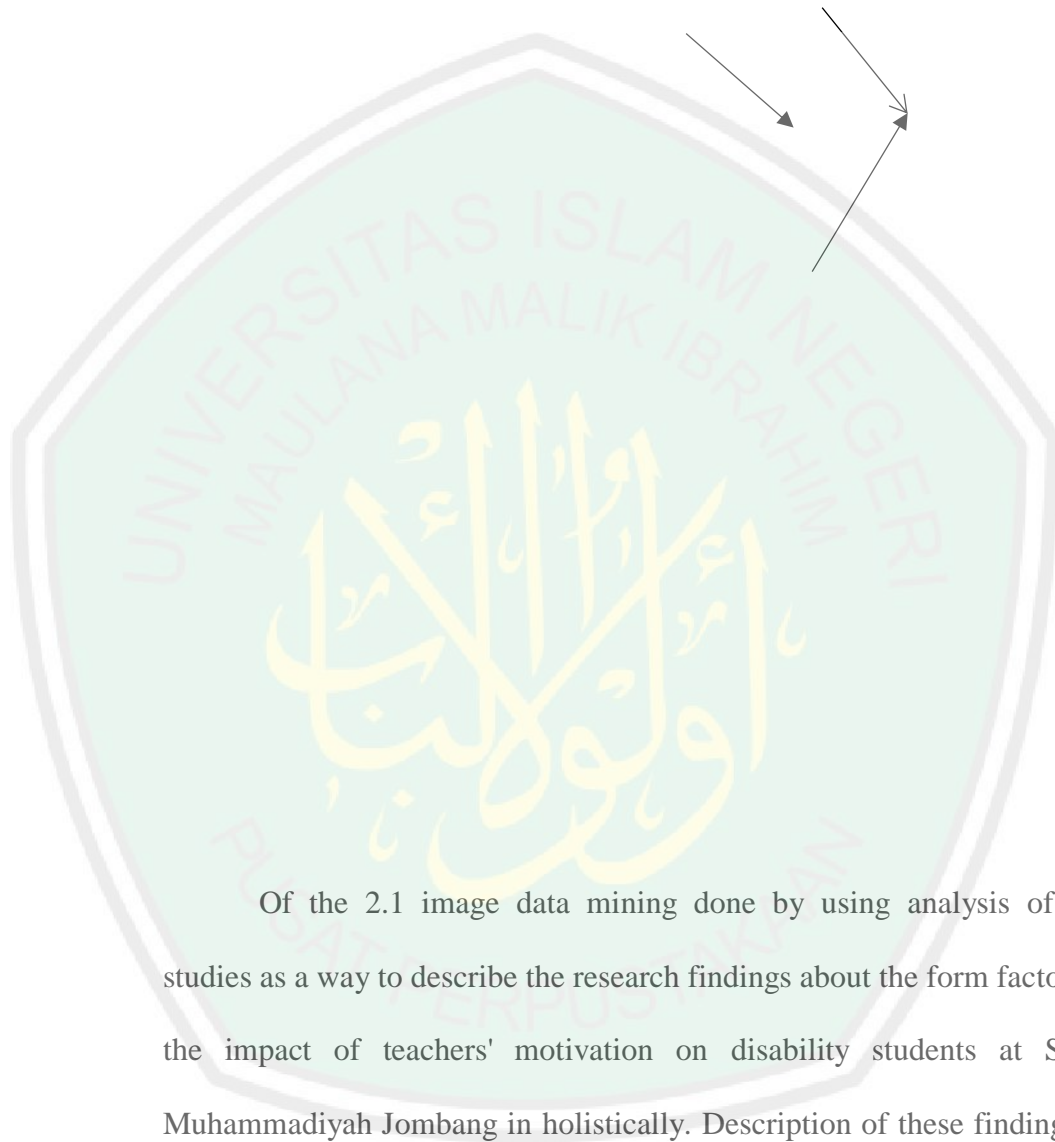 UNIVERSITAS ISLAM NEGERI
MAULANA MALIK IBRAHIM
أولو الألباب
Of the 2.1 image data mining done by using analysis of
studies as a way to describe the research findings about the form facto
the impact of teachers' motivation on disability students at S
Muhammadiyah Jombang in holistically. Description of these finding
PUSAT PERPUSTAKAAN